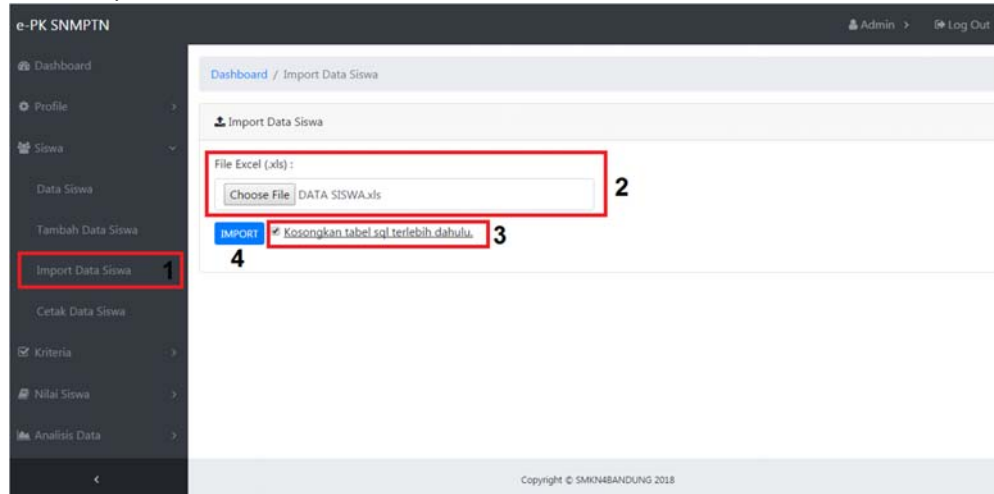 e-PK SNMPTN
Admin
Log Out
Dashboard
Profile
Siswa
Data Siswa
Tambah Data Siswa
Import Data Siswa 1
Cetak Data Siswa
Kriteria
Nilai Siswa
Analisis Data
Dashboard / Import Data Siswa
Import Data Siswa
File Excel (.xls) :
Choose File DATA SISWA.xls
2
IMPORT Kosongkan tabel sql terlebih dahulu. 3
4
Copyright © SMKN4BANDUNG 2018